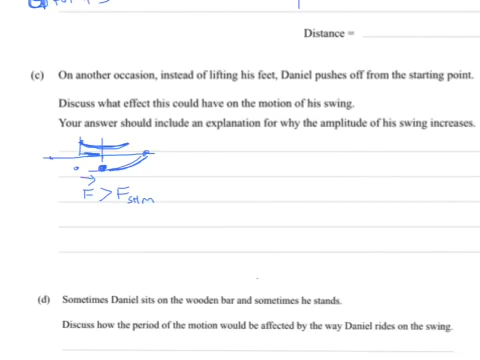 Distance =
(c) On another occasion, instead of lifting his feet, Daniel pushes off from the starting point.
Discuss what effect this could have on the motion of his swing.
Your answer should include an explanation for why the amplitude of his swing increases.
F > F SHM
(d) Sometimes Daniel sits on the wooden bar and sometimes he stands.
Discuss how the period of the motion would be affected by the way Daniel rides on the swing.